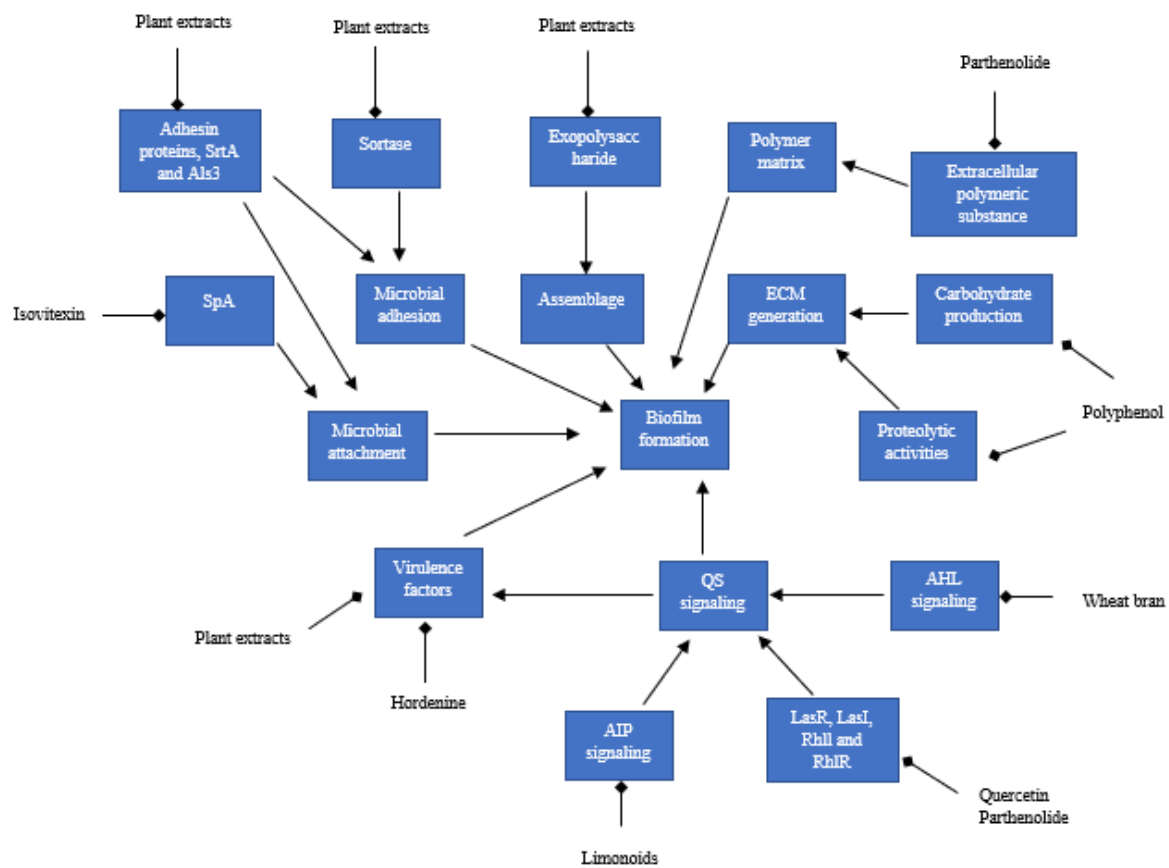 Plant extracts
Plant extracts
Plant extracts
Parthenolide
Adhesin
proteins, SrtA
and Als3
Sortase
Exopolysacc
haride
Polymer
matrix
Extracellular
polymeric
substance
Isovitexin
SpA
Microbial
adhesion
Assemblage
ECM
generation
Carbohydrate
production
Microbial
attachment
Biofilm
formation
Proteolytic
activities
Polyphenol
Virulence
factors
QS
signaling
AHL
signaling
Wheat bran
Plant extracts
Hordenine
AIP
signaling
LasR, LasI,
RhlI and
RhlR
Quercetin
Parthenolide
Limonoids